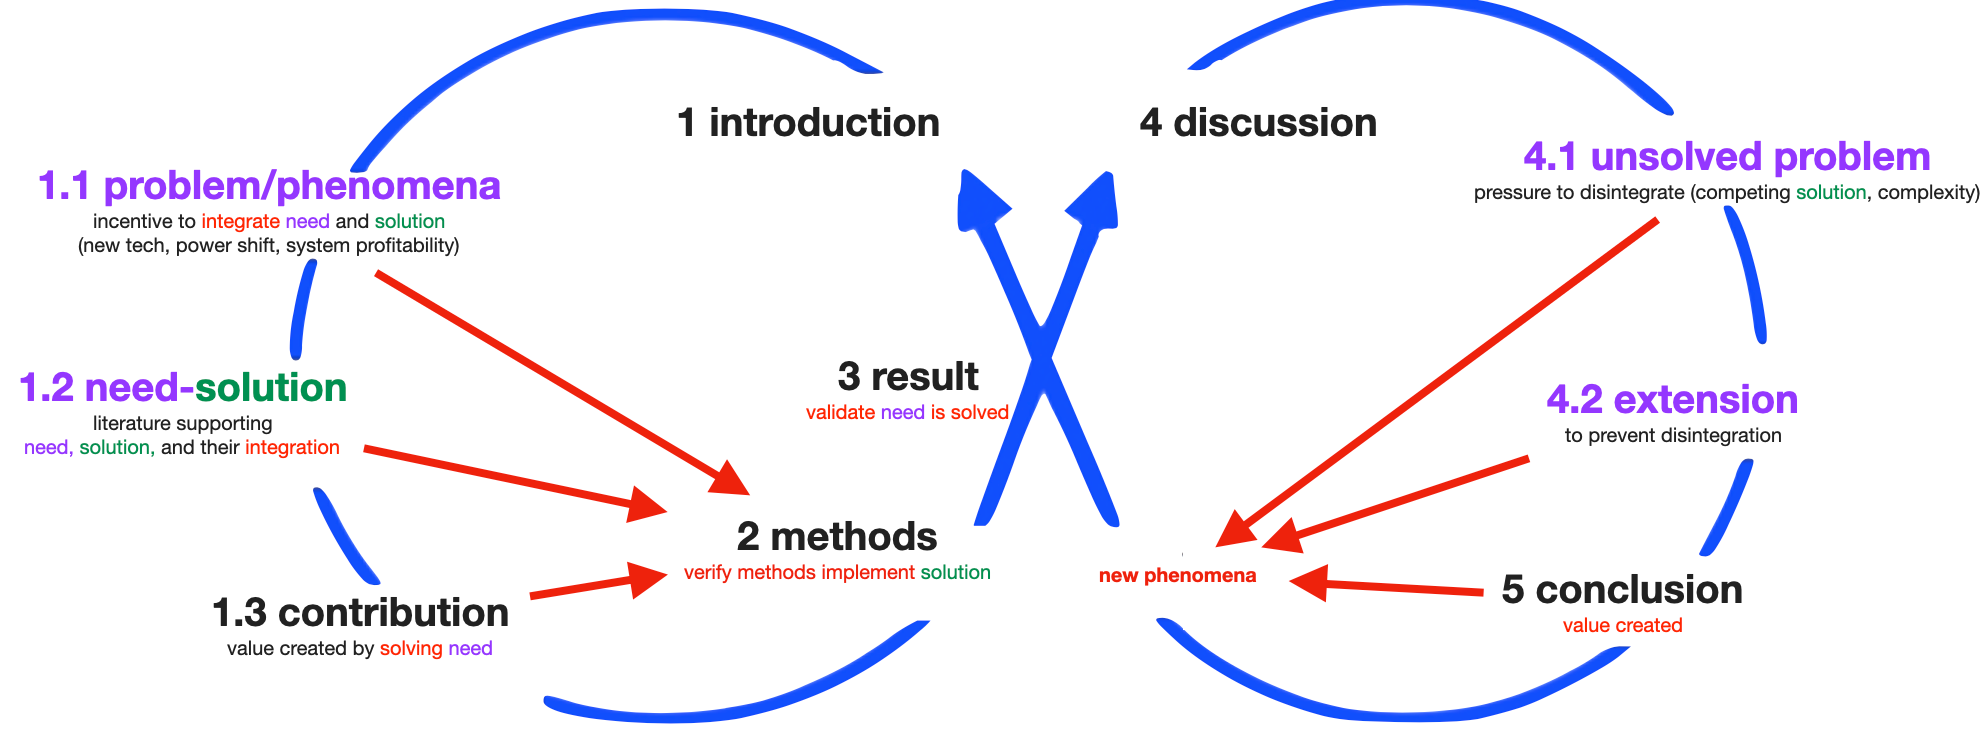 1 introduction
1.1 problem/phenomena
incentive to integrate need and solution
(new tech, power shift, system profitability)
1.2 need-solution
literature supporting
need, solution, and their integration
1.3 contribution
value created by solving need
2 methods
verify methods implement solution
3 result
validate need is solved
4 discussion
4.1 unsolved problem
pressure to disintegrate (competing solution, complexity)
4.2 extension
to prevent disintegration
5 conclusion
value created
new phenomena